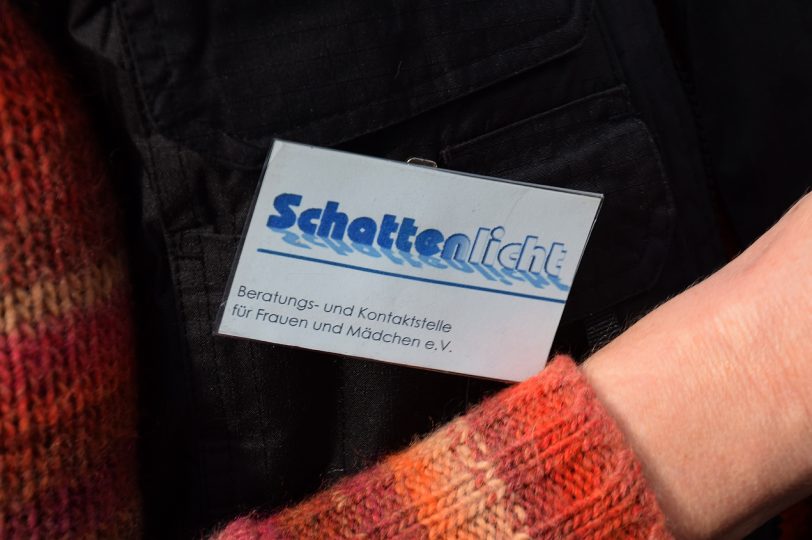 Schattenlicht
Beratungs- und Kontaktstelle
für Frauen und Mädchen e.V.